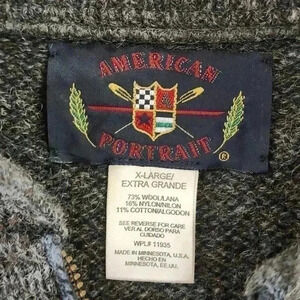 AMERICAN
PORTRAIT ®
X-LARGE/
EXTRA GRANDE
73% WOOL/LANA
16% NYLON/NILON
11% COTTON/ALGODON
SEE REVERSE FOR CARE
VER AL DORSO PARA
CUIDADO
WPL# 11935
MADE IN MINNESOTA, U.S.A.
HECHO EN
MINNESOTA, EE.UU.